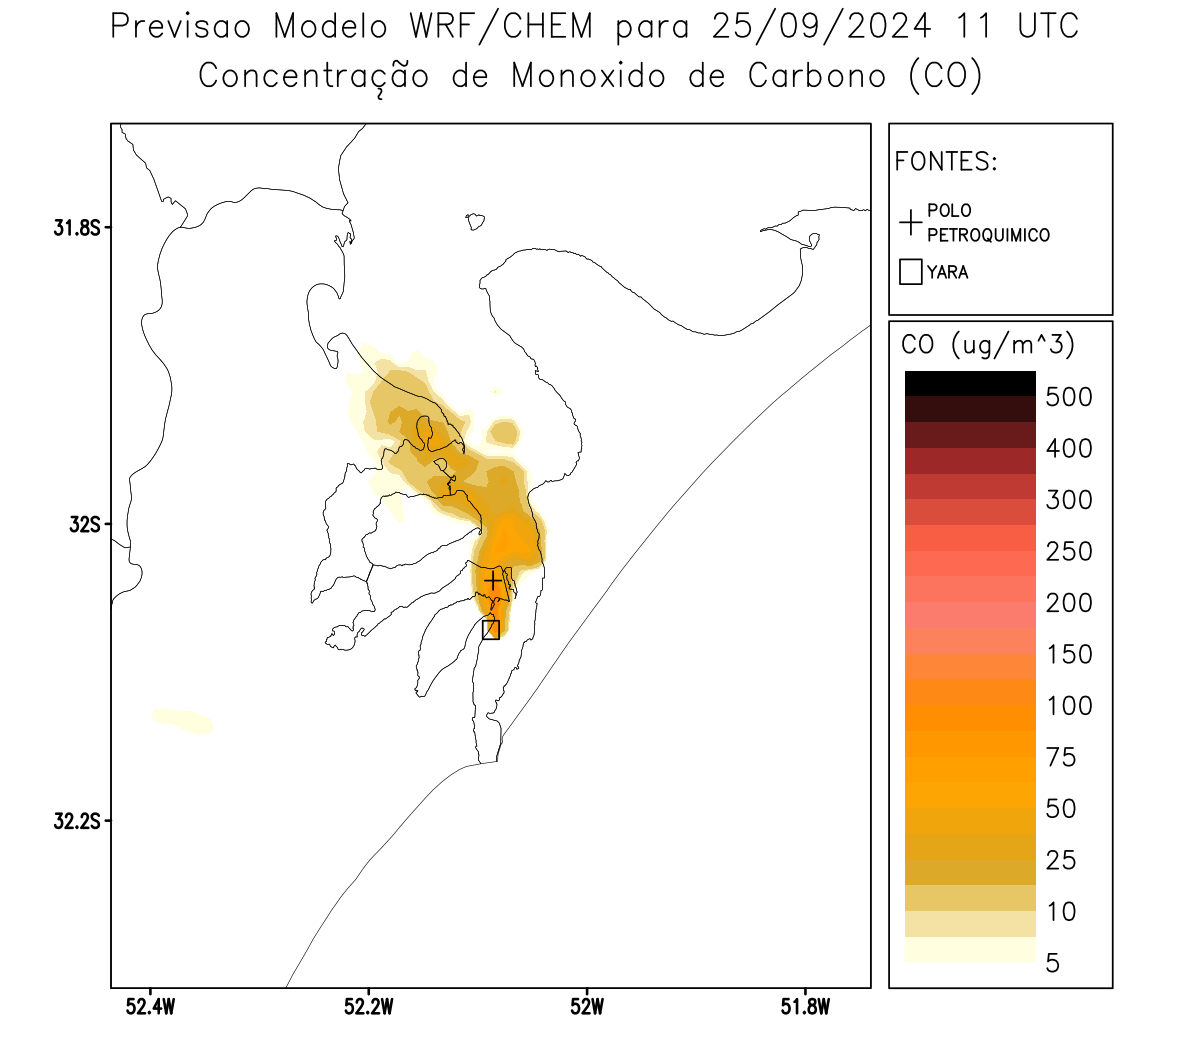 Previsao Modelo WRF/CHEM para 25/09/2024 11 UTC
Concentração de Monoxido de Carbono (CO)
FONTES:
POLO
PETROQUIMICO
YARA
CO (ug/m^3)
500
400
300
250
200
150
100
75
50
25
10
5
31.8S
32S
32.2S
52.4W
52.2W
52W
51.8W